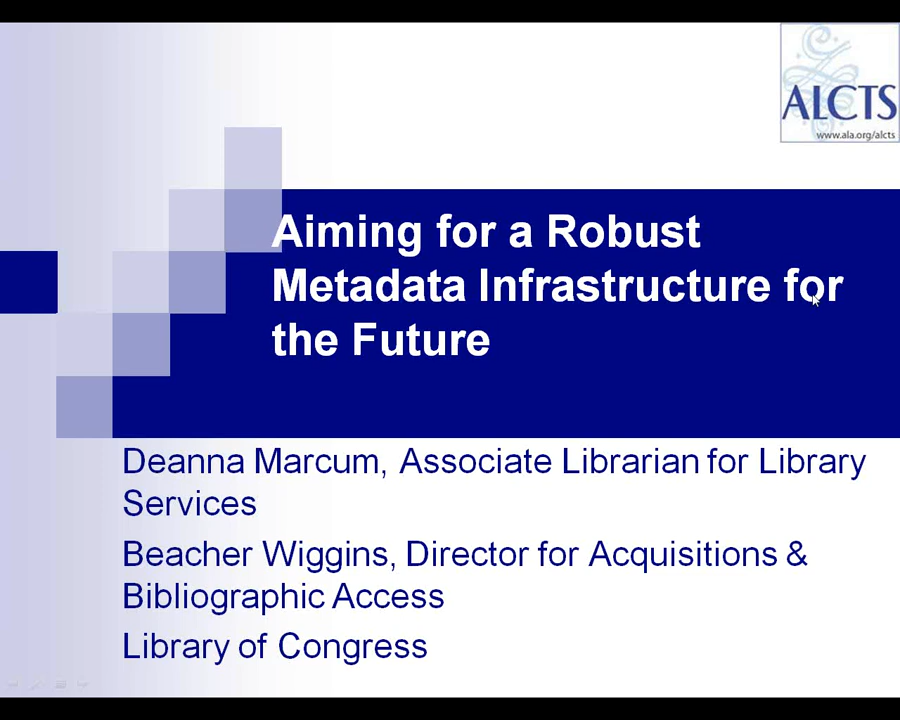 ALCTS
www.ala.org/alcts
Aiming for a Robust
Metadata Infrastructure for
the Future
Deanna Marcum, Associate Librarian for Library
Services
Beacher Wiggins, Director for Acquisitions &
Bibliographic Access
Library of Congress